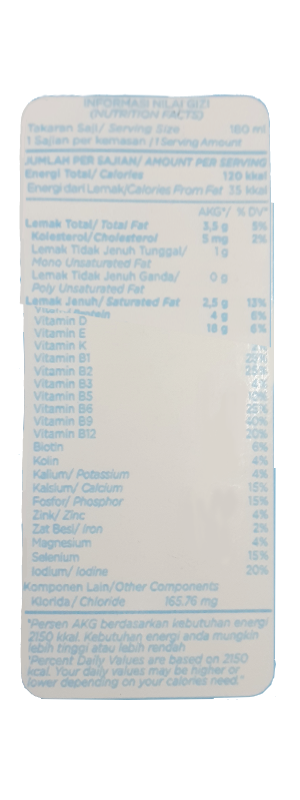 INFORMASI NILAI GIZI
(NUTRITION FACTS)
Takaran Saji/ Serving Size 180 ml
1 Sajian per kemasan /1 Serving Amount
JUMLAH PER SAJIAN/ AMOUNT PER SERVING
Energi Total/ Calories 120 kkal
Energi dari Lemak/Calories From Fat 35 kkal
AKG*/ % DV*
Lemak Total/ Total Fat 3,5 g 5%
Kolesterol/Cholesterol 5 mg 2%
Lemak Tidak Jenuh Tunggal/ 1 g
Mono Unsaturated Fat
Lemak Tidak Jenuh Ganda/ 0 g
Poly Unsaturated Fat
Lemak Jenuh/ Saturated Fat 2,5 g 13%
4 g 6%
Vitamin D
18 g 6%
Vitamin E
Vitamin K
Vitamin B1 25%
Vitamin B2 25%
Vitamin B3 4%
Vitamin B5 10%
Vitamin B6 25%
Vitamin B9 40%
Vitamin B12 20%
Biotin 6%
Kolin 4%
Kalium/ Potassium 4%
Kalsium/ Calcium 15%
Fosfor/ Phosphor 15%
Zink/ Zinc 4%
Zat Besi/ Iron 2%
Magnesium 4%
Selenium 15%
Iodium/ Iodine 20%
Komponen Lain/Other Components
Klorida / Chloride 165.76 mg
*Persen AKG berdasarkan kebutuhan energi
2150 kkal. Kebutuhan energi anda mungkin
lebih tinggi atau lebih rendah
"Percent Daily Values are based on 2150
kcal. Your daily values may be higher or
lower depending on your calories need."